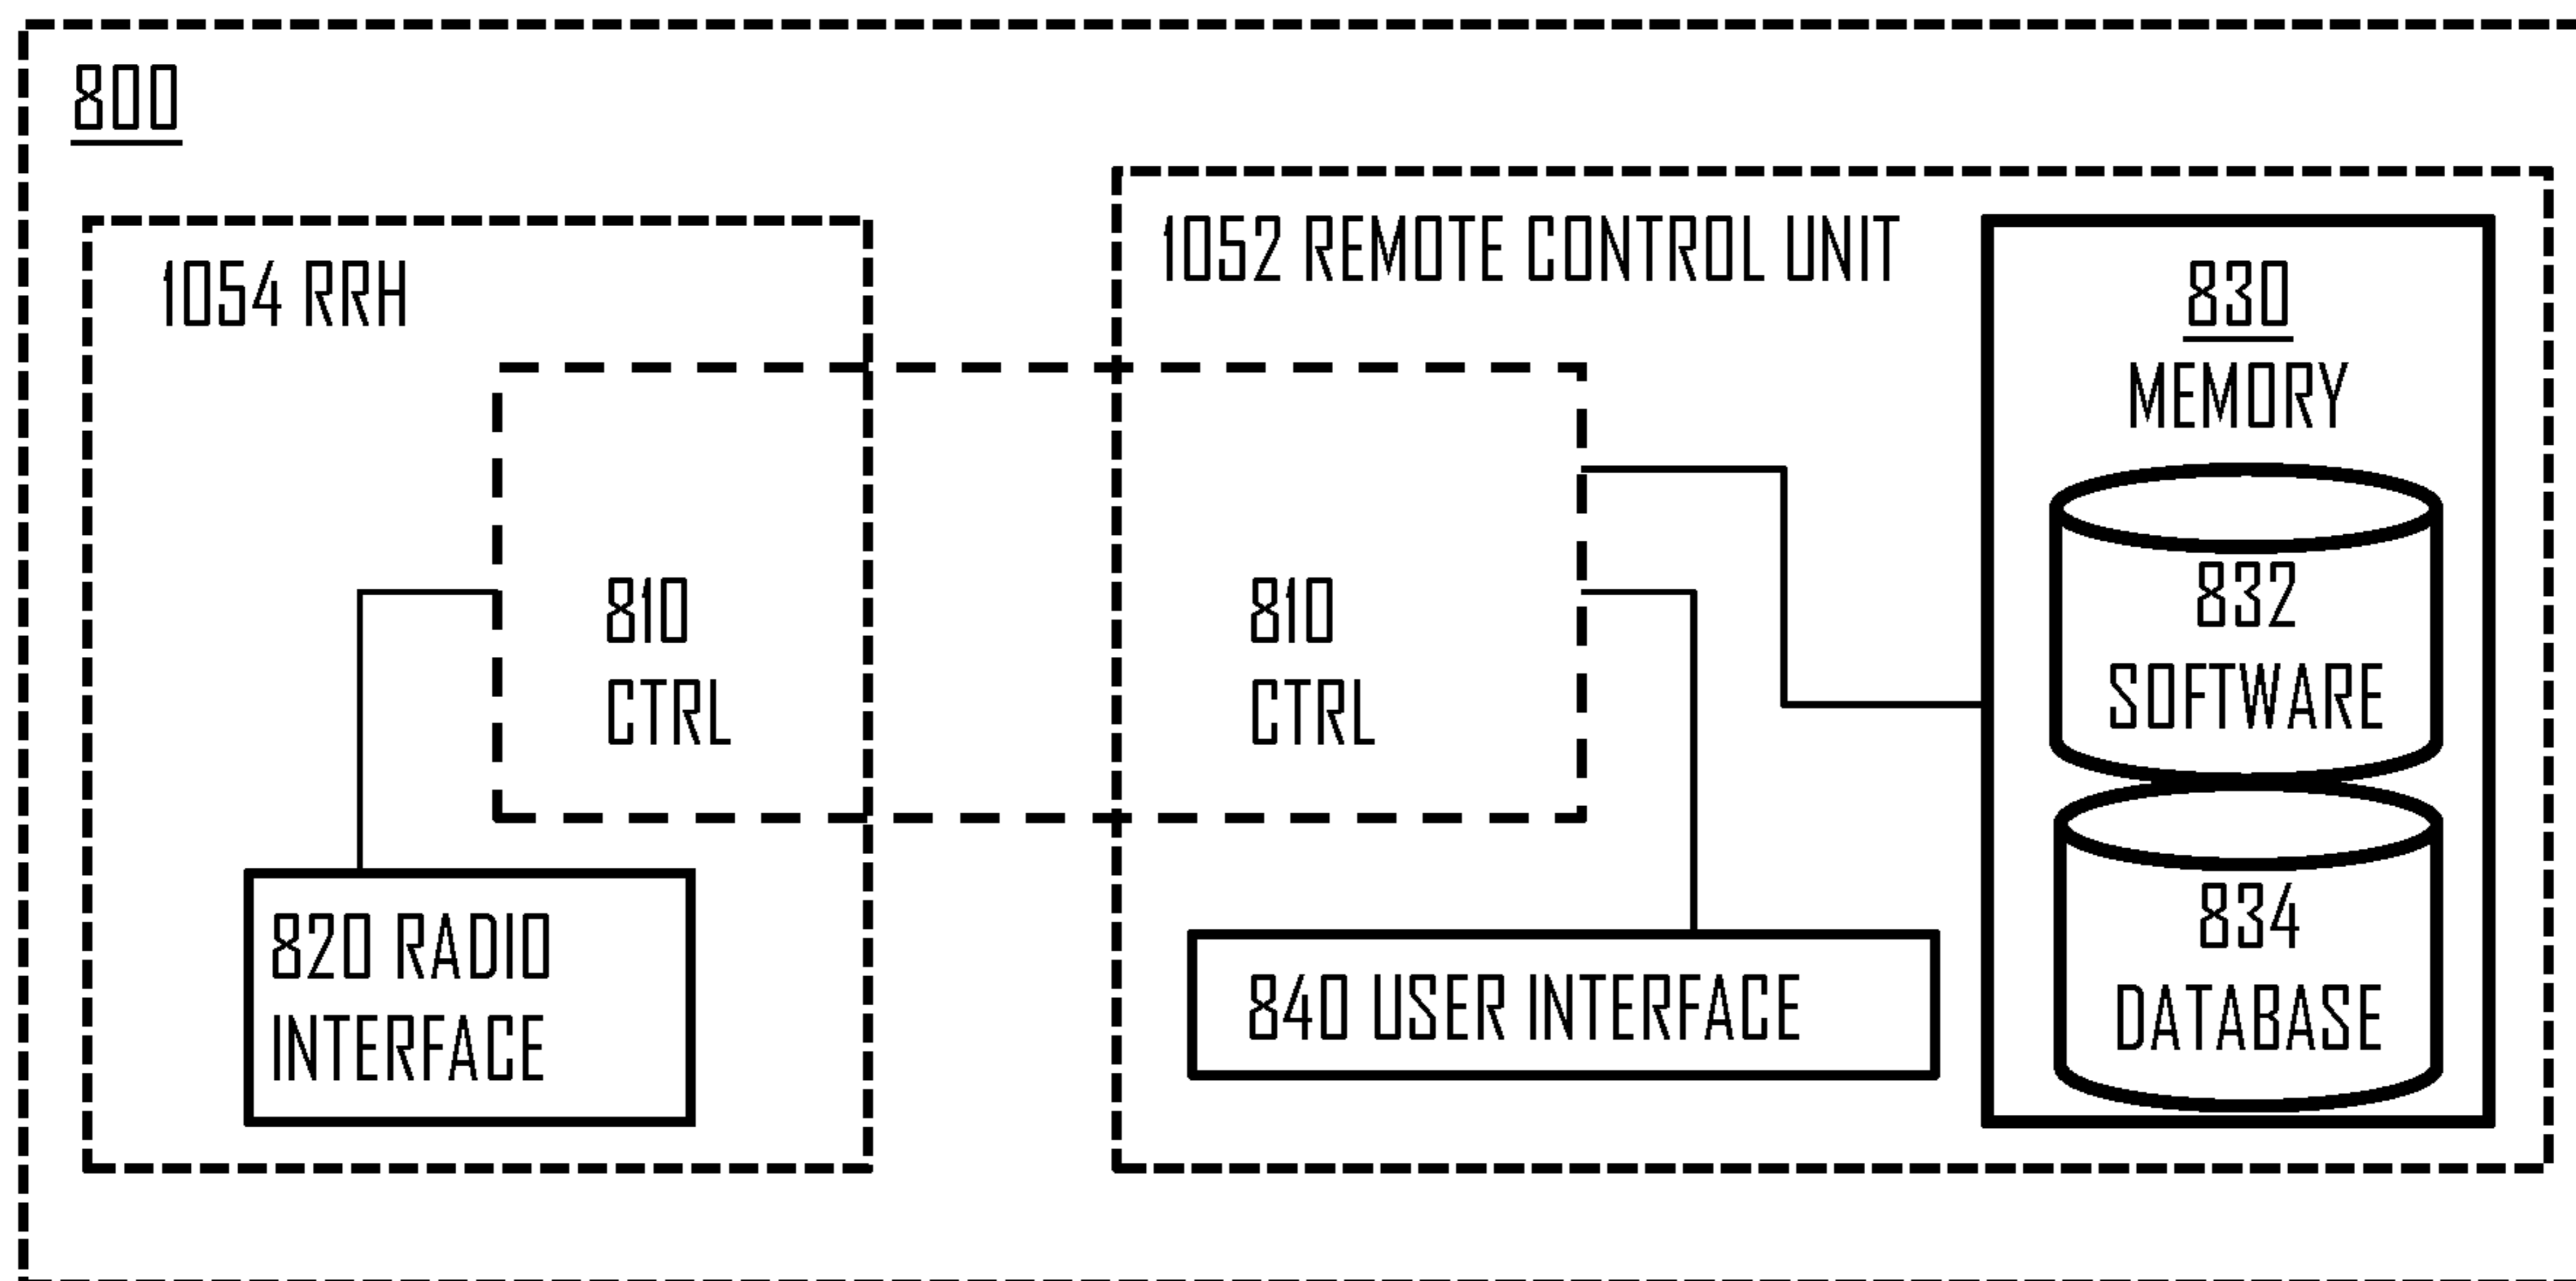 800
1054 RRH
810
CTRL
820 RADIO
INTERFACE
1052 REMOTE CONTROL UNIT
810
CTRL
840 USER INTERFACE
830
MEMORY
832
SOFTWARE
834
DATABASE